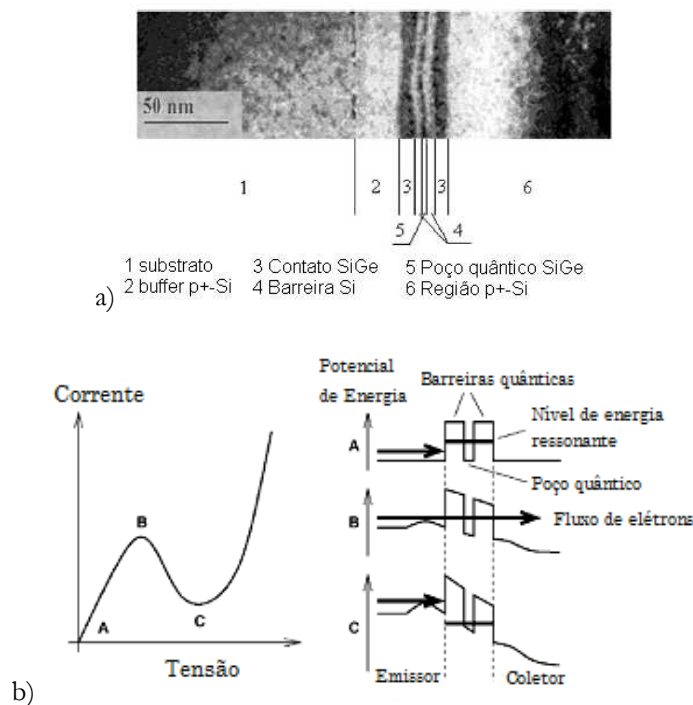 50 nm
1 2 3 3 6
5 4
1 substrato 3 Contato SiGe 5 Poço quântico SiGe
2 buffer p+-Si 4 Barreira Si 6 Região p+-Si
a)
Corrente
B
A
C
Tensão
b)
Potencial
de Energia
Barreiras quânticas
Nível de energia
ressonante
A
Poço quântico
B
Fluxo de elétrons
C
Emissor Coletor